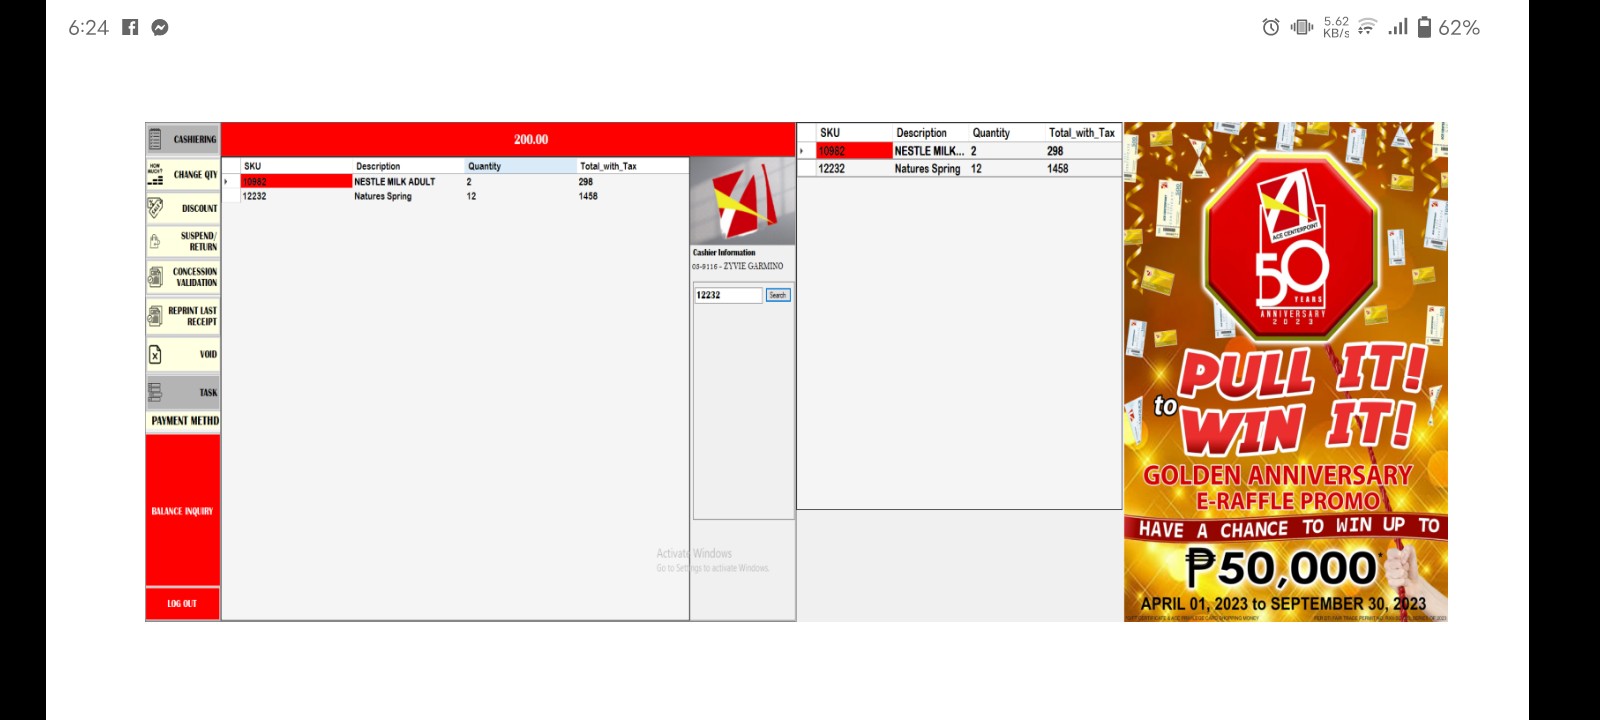 6:24
5.62 KB/s
62%
CASHIERING
HOW MUCH?
CHANGE QTY
DISCOUNT
SUSPEND/
RETURN
CONCESSION
VALIDATION
REPRINT LAST
RECEIPT
VOID
TASK
PAYMENT METHD
BALANCE INQUIRY
LOG OUT
200.00
SKU Description Quantity Total_with_Tax
10982 NESTLE MILK ADULT 2 298
12232 Natures Spring 12 1458
Cashier Information
03-9116 - ZYVIE GARMINO
12232 Search
Activate Windows
Go to Settings to activate Windows.
SKU Description Quantity Total_with_Tax
10982 NESTLE MILK... 2 298
12232 Natures Spring 12 1458
ACE CENTERPOINT
50
YEARS
ANNIVERSARY
2023
PULL IT!
to WIN IT!
GOLDEN ANNIVERSARY
E-RAFFLE PROMO
HAVE A CHANCE TO WIN UP TO
₱50,000*
APRIL 01, 2023 to SEPTEMBER 30, 2023